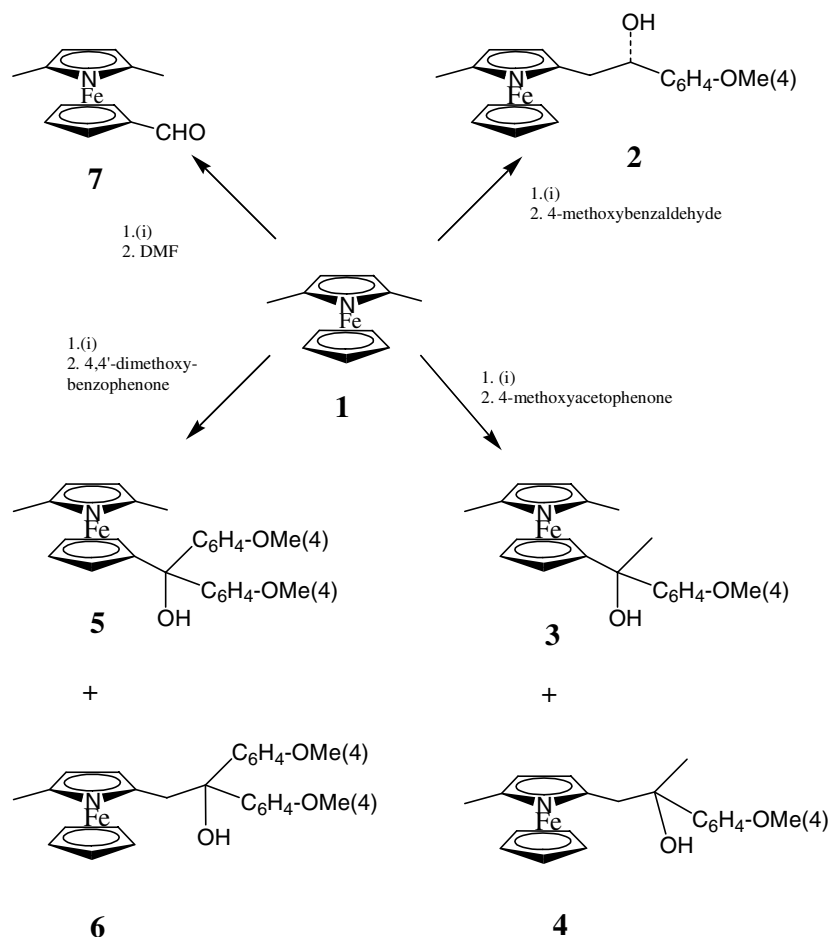 OH
N
Fe
CHO
7
N
Fe
C6H4-OMe(4)
2
1.(i)
2. DMF
1.(i)
2. 4-methoxybenzaldehyde
N
Fe
1
1.(i)
2. 4,4'-dimethoxy-
benzophenone
1. (i)
2. 4-methoxyacetophenone
N
Fe
C6H4-OMe(4)
C6H4-OMe(4)
OH
5
N
Fe
C6H4-OMe(4)
OH
3
+
+
N
Fe
C6H4-OMe(4)
C6H4-OMe(4)
OH
6
N
Fe
C6H4-OMe(4)
OH
4